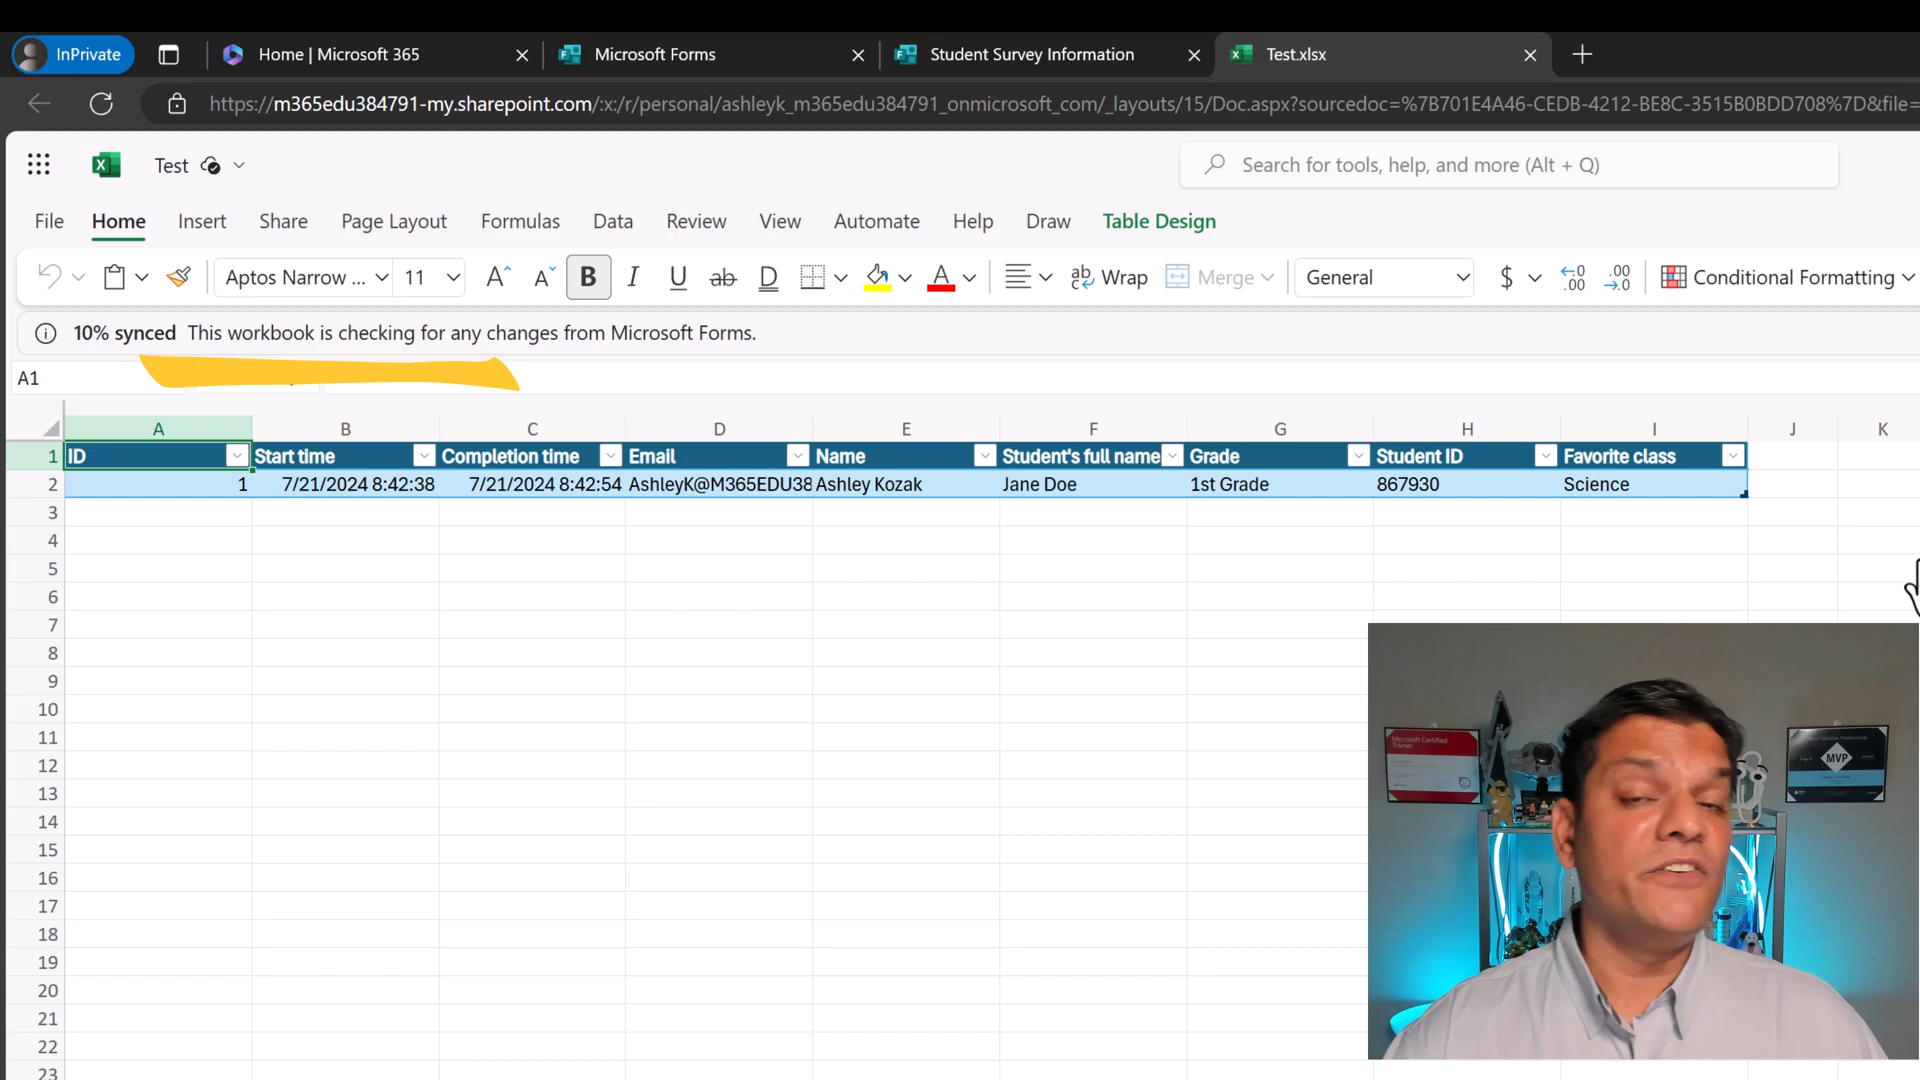 InPrivate Home | Microsoft 365 Microsoft Forms Student Survey Information Test.xlsx
https://m365edu384791-my.sharepoint.com/:x:/r/personal/ashleyk_m365edu384791_onmicrosoft_com/_layouts/15/Doc.aspx?sourcedoc=%7B701E4A46-CEDB-4212-BE8C-3515B0BDD708%7D&file=
Test Search for tools, help, and more (Alt + Q)
File Home Insert Share Page Layout Formulas Data Review View Automate Help Draw Table Design
Aptos Narrow ... 11 A A B I U ab D A ab Wrap Merge General $ .00 .00 Conditional Formatting
10% synced This workbook is checking for any changes from Microsoft Forms.
A1
A B C D E F G H I J K
1 ID Start time Completion time Email Name Student's full name Grade Student ID Favorite class
2 1 7/21/2024 8:42:38 7/21/2024 8:42:54 AshleyK@M365EDU38 Ashley Kozak Jane Doe 1st Grade 867930 Science
3
4
5
6
7
8
9
10
11
12
13
14
15
16
17
18
19
20
21
22
23
Microsoft Certified
Trainer
MVP